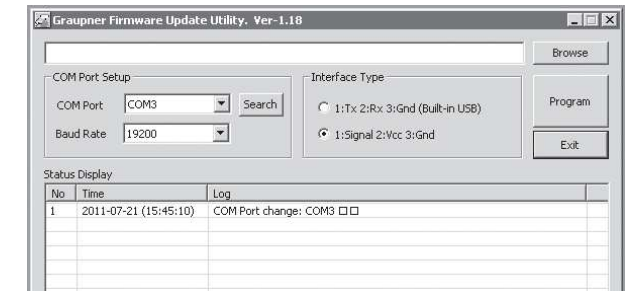 Graupner Firmware Update Utility. Ver-1.18
Browse
COM Port Setup
Interface Type
COM Port COM3 Search
1:Tx 2:Rx 3:Gnd (Built-in USB)
Program
Baud Rate 19200
1:Signal 2:Vcc 3:Gnd
Exit
Status Display
No Time Log
1 2011-07-21 (15:45:10) COM Port change: COM3 □□